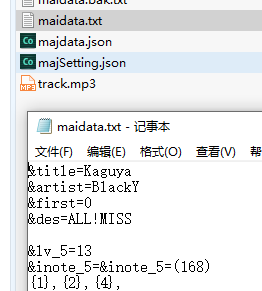 maidata.bak.txt
maidata.txt
majdata.json
majSetting.json
track.mp3
maidata.txt - 记事本
文件(F) 编辑(E) 格式(O) 查看(V) 帮助
&title=Kaguya
&artist=BlackY
&first=0
&des=ALL!MISS
&lv_5=13
&inote_5=&inote_5=(168)
{1},{2},{4},